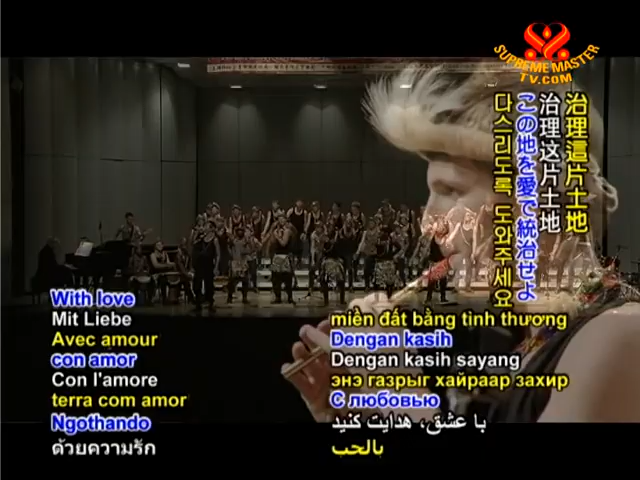 SUPREME MASTER
TV.COM
治理這片土地
治理这片土地
この地を愛で統治せよ
다스리도록 도와주세요
With love
Mit Liebe
Avec amour
con amor
Con l'amore
terra com amor
Ngothando
ด้วยความรัก
miền đất bằng tình thương
Dengan kasih
Dengan kasih sayang
энэ газрыг хайраар захир
С любовью
با عشق، هدایت کنید
بالحب